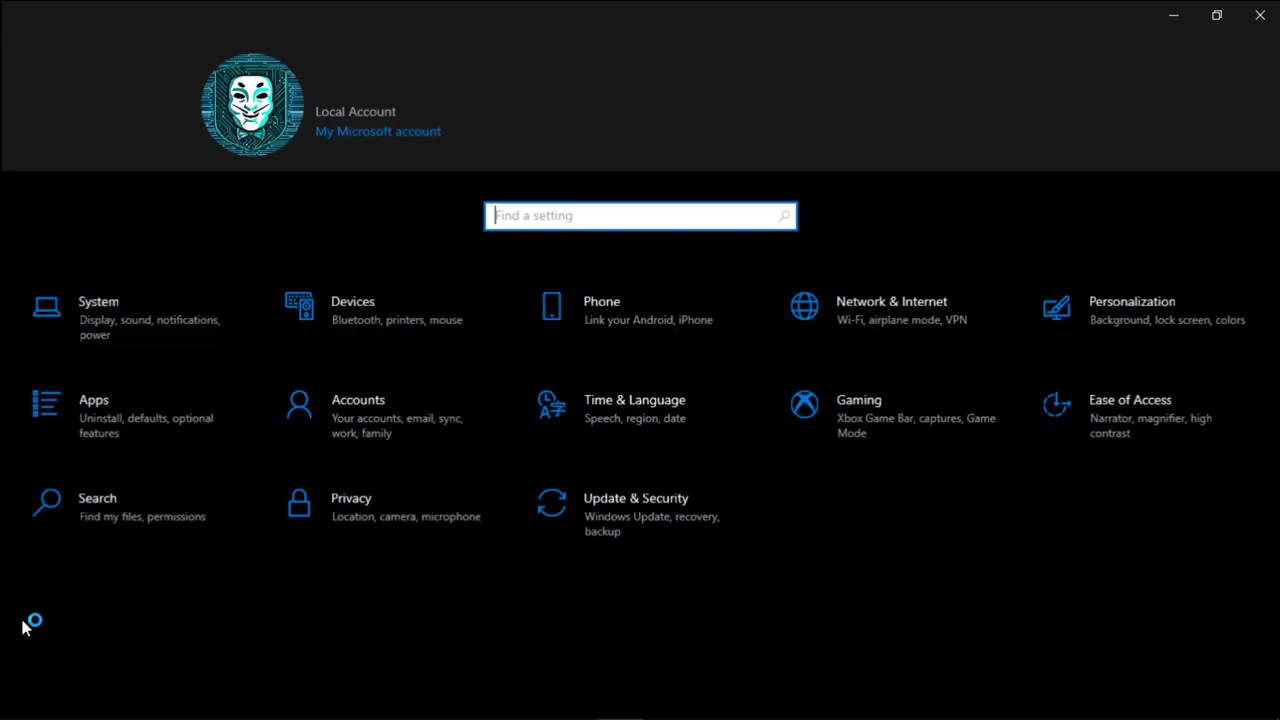 Local Account
My Microsoft account
Find a setting
System
Display, sound, notifications,
power
Devices
Bluetooth, printers, mouse
Phone
Link your Android, iPhone
Network & Internet
Wi-Fi, airplane mode, VPN
Personalization
Background, lock screen, colors
Apps
Uninstall, defaults, optional
features
Accounts
Your accounts, email, sync,
work, family
Time & Language
Speech, region, date
Gaming
Xbox Game Bar, captures, Game
Mode
Ease of Access
Narrator, magnifier, high
contrast
Search
Find my files, permissions
Privacy
Location, camera, microphone
Update & Security
Windows Update, recovery,
backup